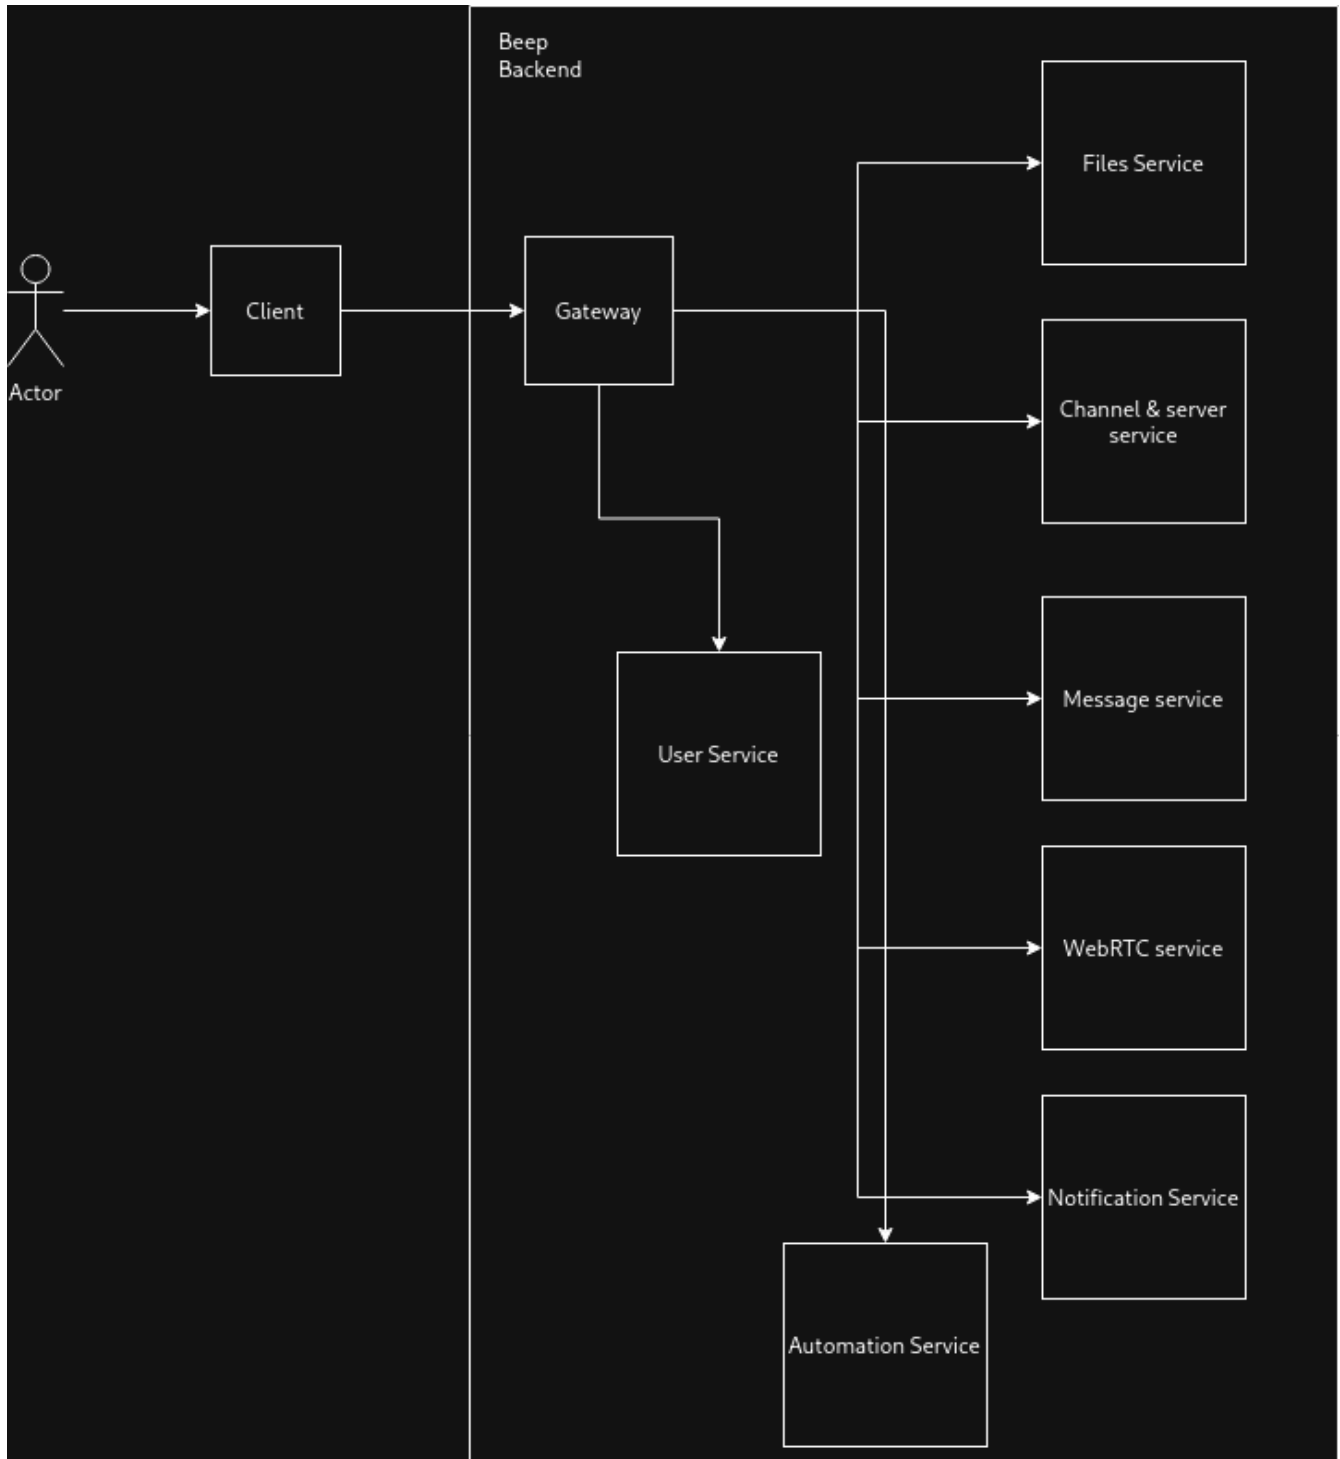 Beep
Backend
Files Service
Client
Gateway
Actor
Channel & server
service
Message service
User Service
WebRTC service
Notification Service
Automation Service